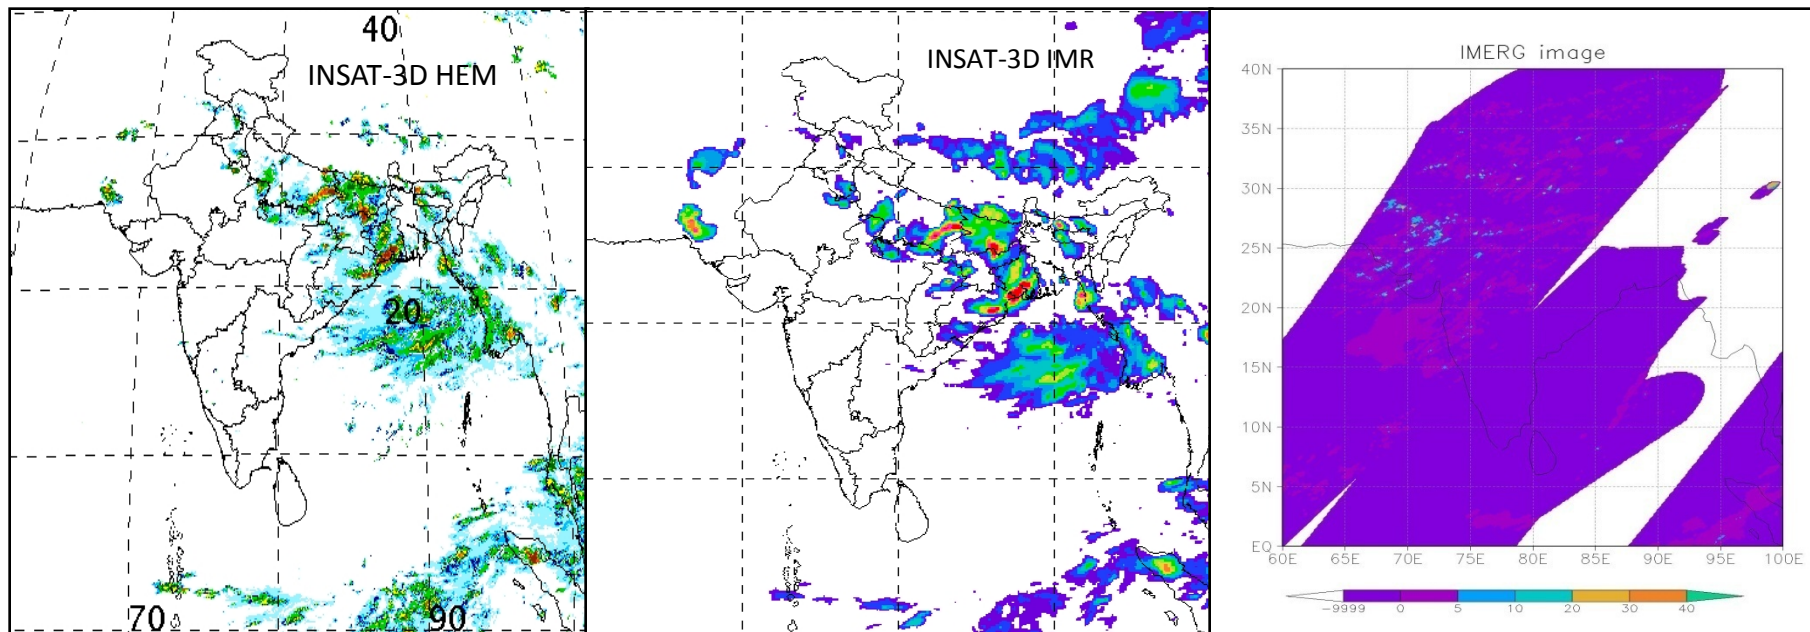 40
INSAT-3D HEM
20
70
90
INSAT-3D IMR
IMERG image
40N
35N
30N
25N
20N
15N
10N
5N
EQ
60E 65E 70E 75E 80E 85E 90E 95E 100E
-9999 0 5 10 20 30 40